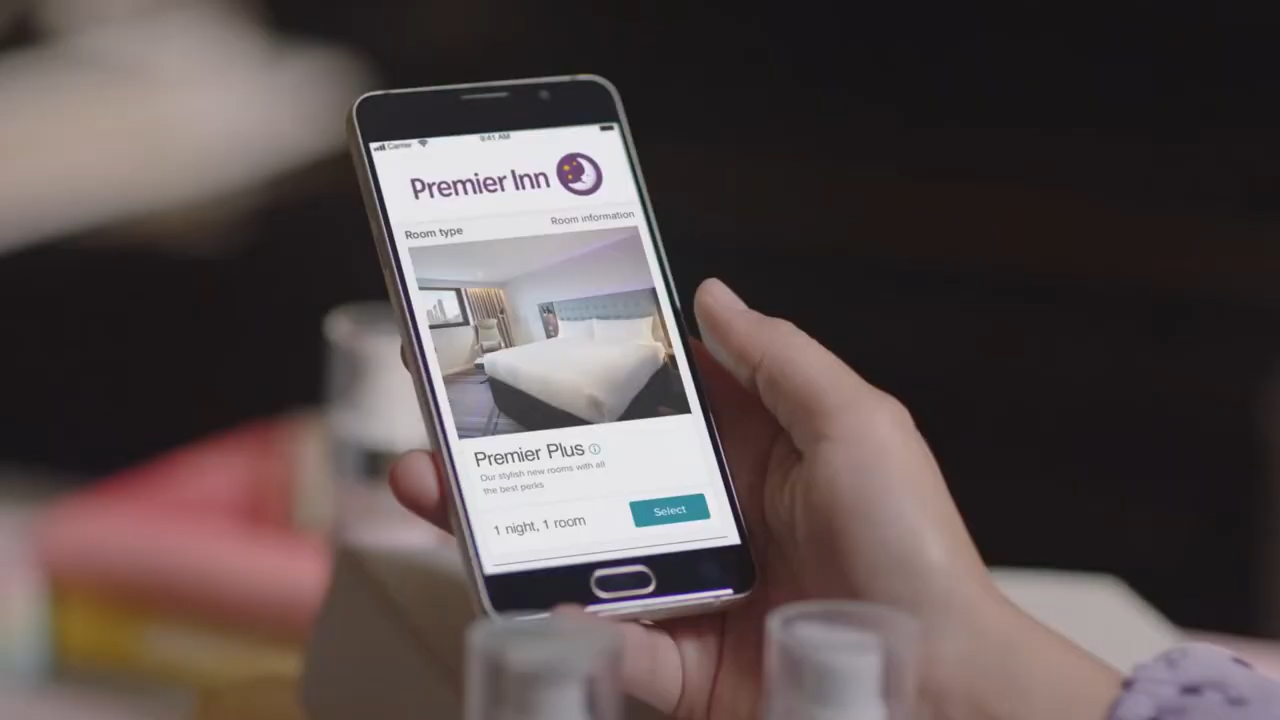 Carrier
9:41 AM
Premier Inn
Room type
Room information
Premier Plus
Our stylish new rooms with all
the best perks
1 night, 1 room
Select